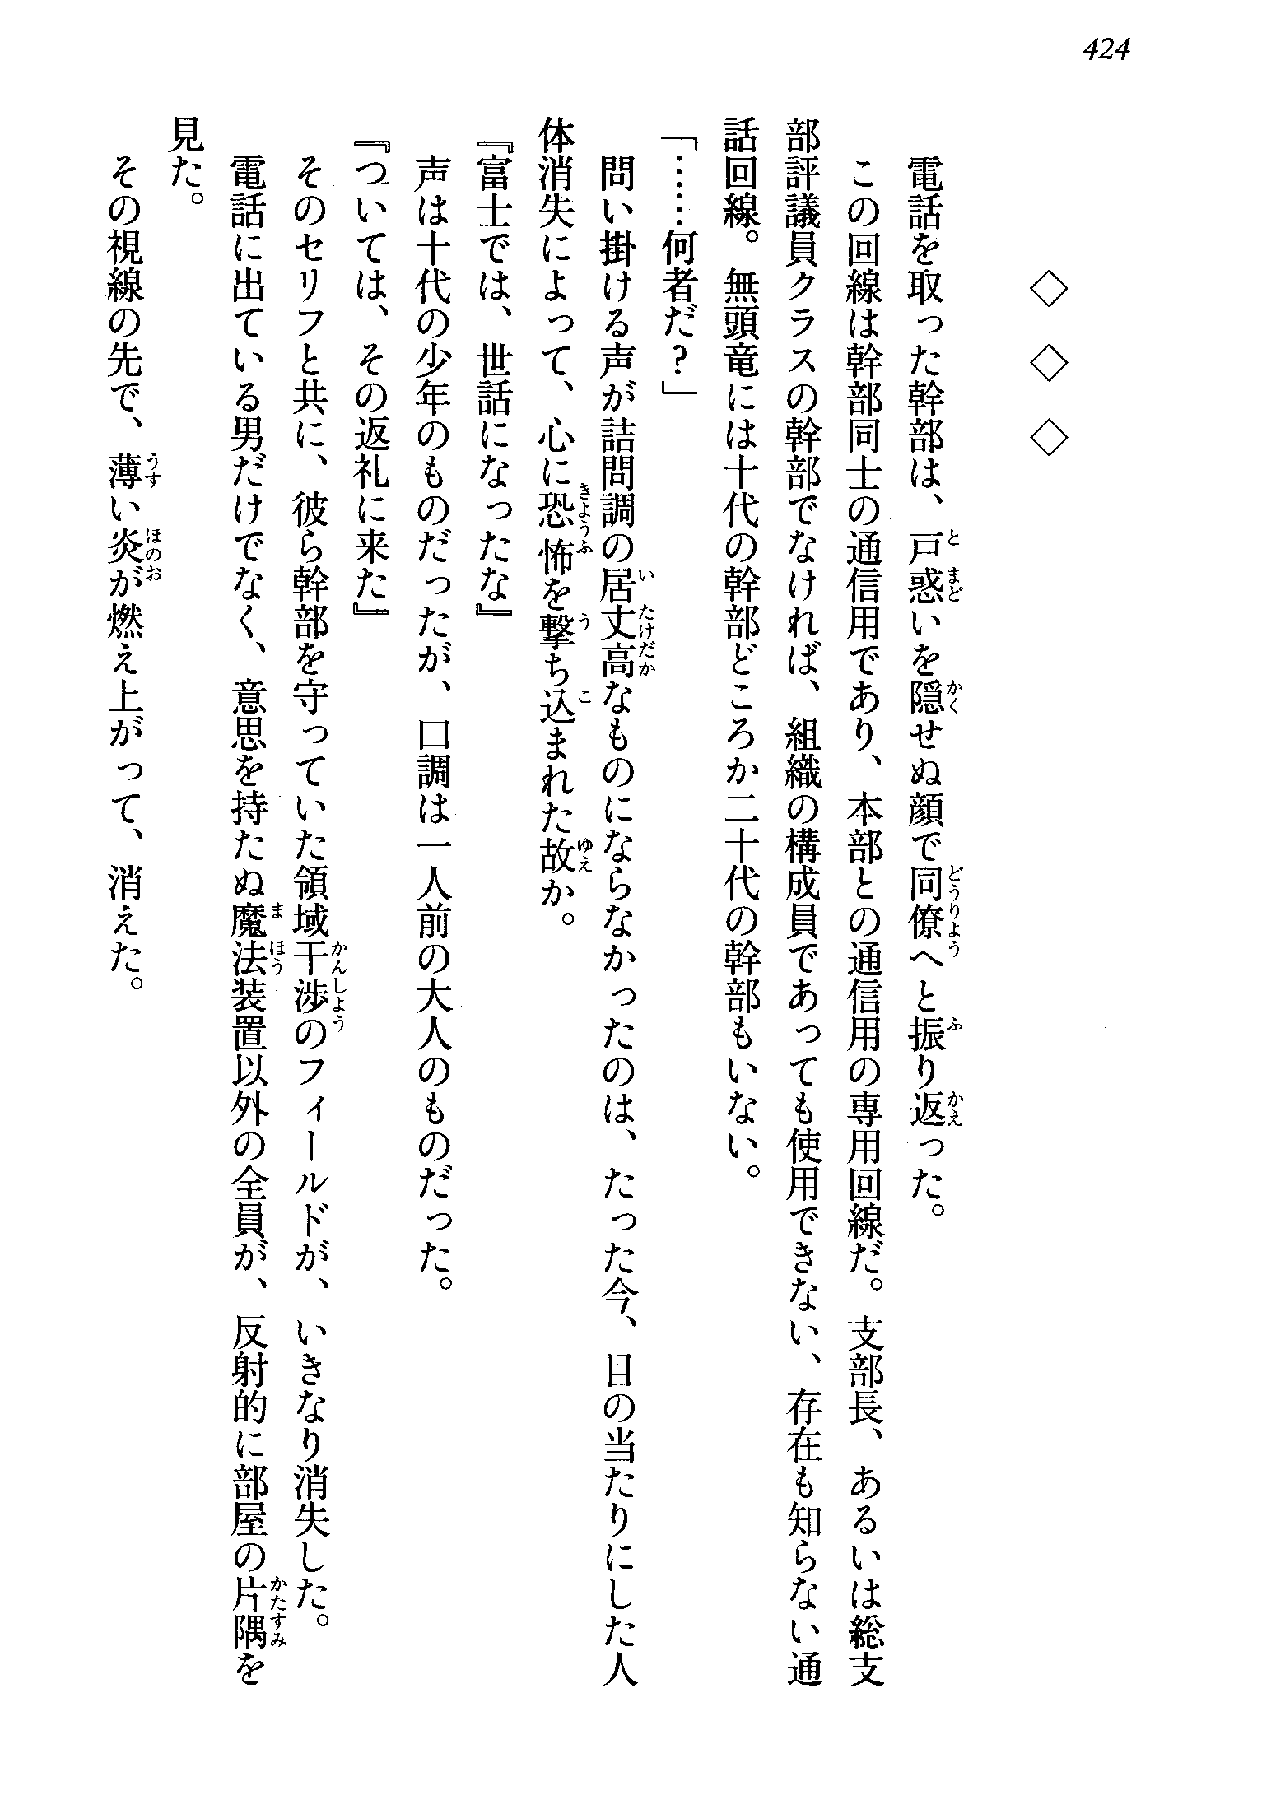 424
◇ ◇ ◇
電話を取った幹部は、戸惑いを隠せぬ顔で同僚へと振り返った。
この回線は幹部同士の通信用であり、本部との通信用の専用回線だ。支部長、あるいは総支
部評議員クラスの幹部でなければ、組織の構成員であっても使用できない、存在も知らない通
話回線。無頭竜には十代の幹部どころか二十代の幹部もいない。
「……何者だ？」
問い掛ける声が詰問調の居丈高なものにならなかったのは、たった今、目の当たりにした人
体消失によって、心に恐怖を撃ち込まれた故か。
『富士では、世話になったな』
声は十代の少年のものだったが、口調は一人前の大人のものだった。
『ついては、その返礼に来た』
そのセリフと共に、彼ら幹部を守っていた領域干渉のフィールドが、いきなり消失した。
電話に出ている男だけでなく、意思を持たぬ魔法装置以外の全員が、反射的に部屋の片隅を
見た。
その視線の先で、薄い炎が燃え上がって、消えた。